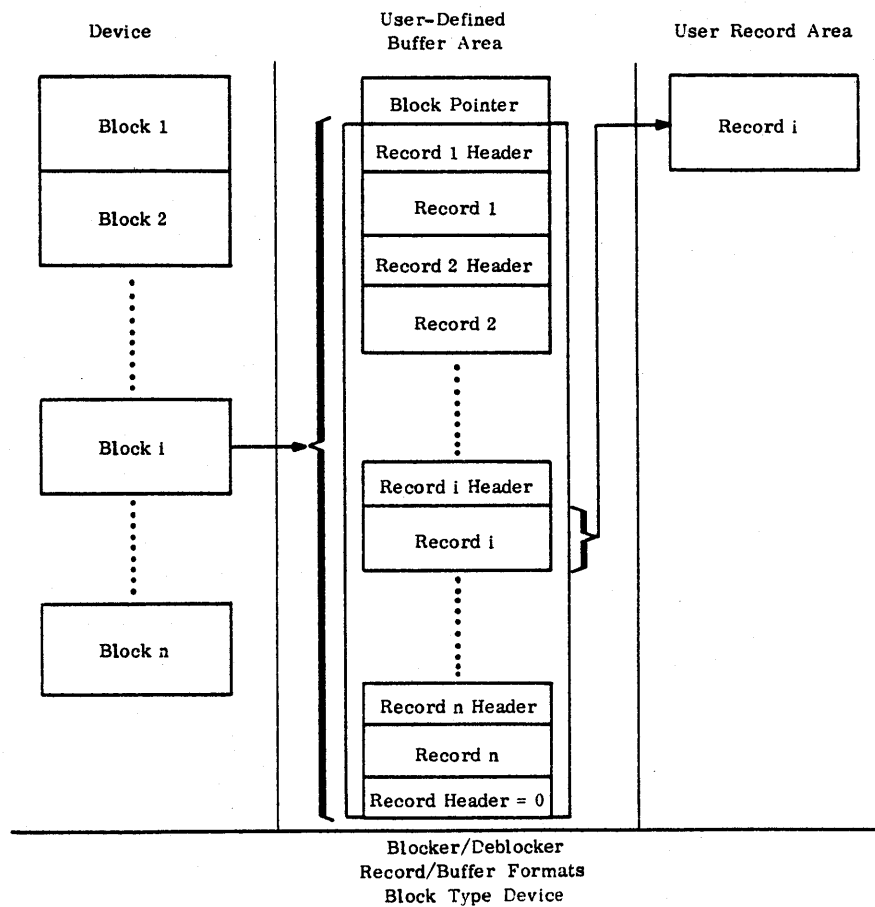 Device
User-Defined
Buffer Area
User Record Area
Block 1
Block 2
Block i
Block n
Block Pointer
Record 1 Header
Record 1
Record 2 Header
Record 2
Record i Header
Record i
Record n Header
Record n
Record Header = 0
Record i
Blocker/Deblocker
Record/Buffer Formats
Block Type Device